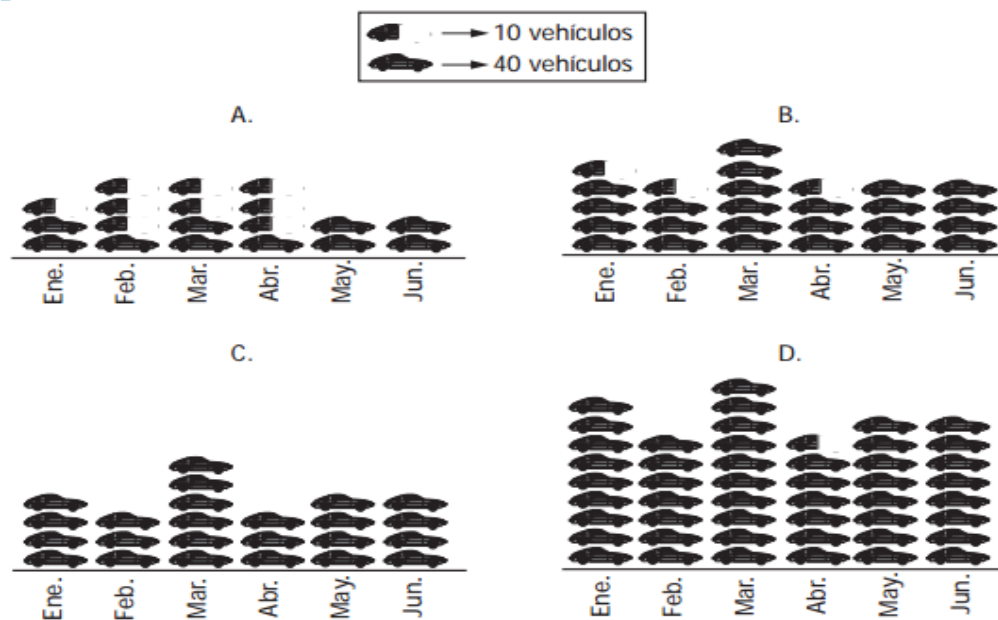 10 vehículos
40 vehículos
A.
Ene. Feb. Mar. Abr. May. Jun.
B.
Ene. Feb. Mar. Abr. May. Jun.
C.
Ene. Feb. Mar. Abr. May. Jun.
D.
Ene. Feb. Mar. Abr. May. Jun.